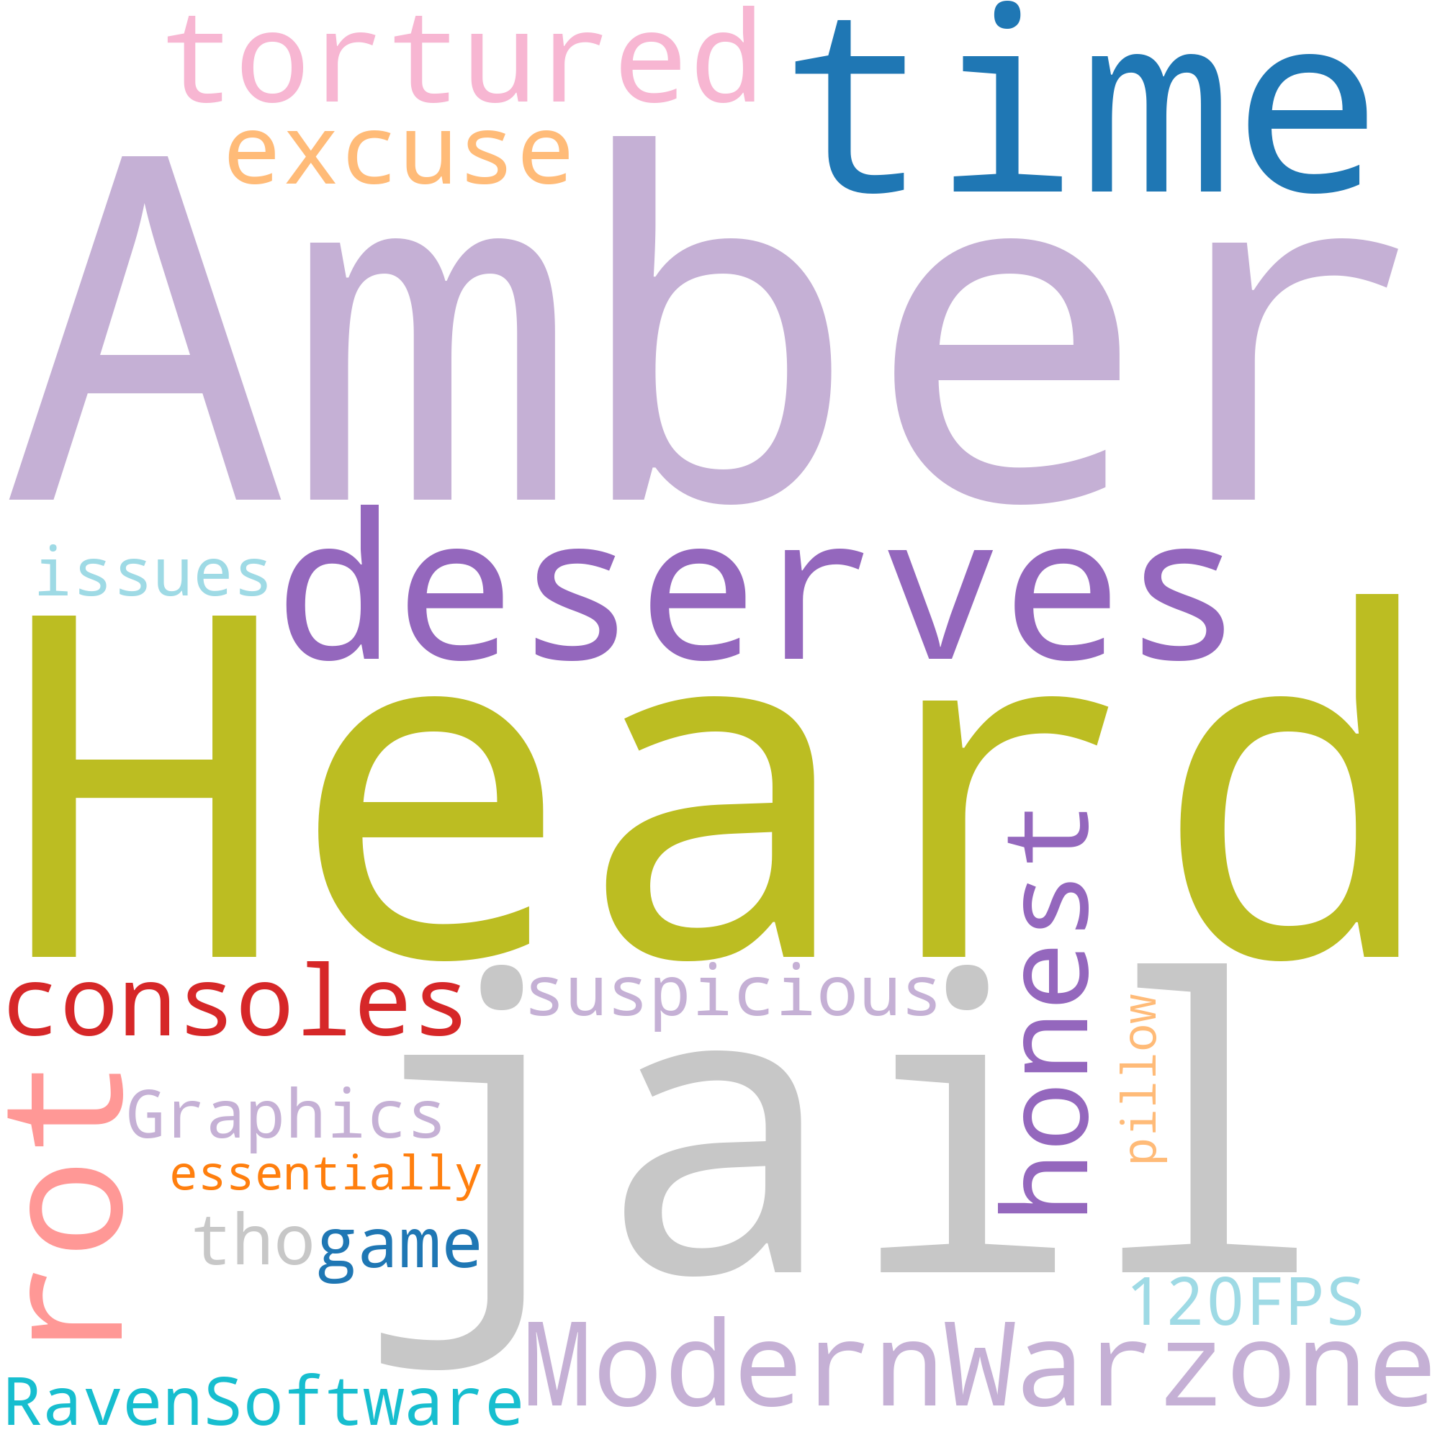 tortured
time
excuse
Amber
issues
deserves
Heard
honest
consoles
suspicious
jail
pillow
rot
Graphics
essentially
tho
game
120FPS
ModernWarzone
RavenSoftware